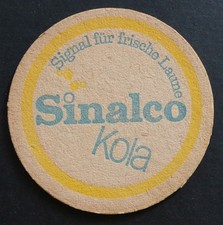 Signal für frische Laune
Sinalco
Kola